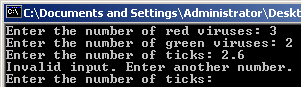 C:\Documents and Settings\Administrator\Deskt
Enter the number of red viruses: 3
Enter the number of green viruses: 2
Enter the number of ticks: 2.6
Invalid input. Enter another number.
Enter the number of ticks: